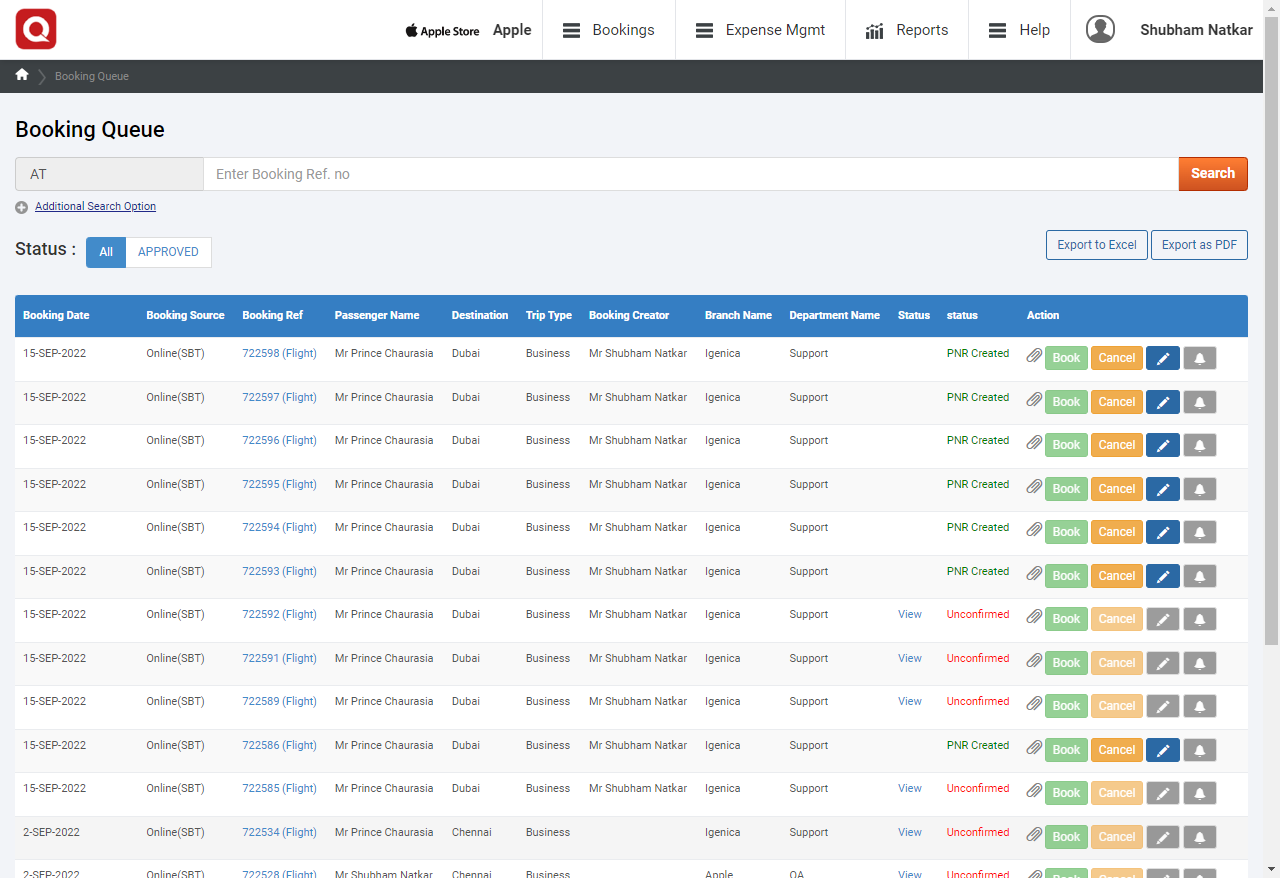 Apple Store Apple Bookings Expense Mgmt Reports Help Shubham Natkar
Booking Queue
Booking Queue
AT Enter Booking Ref. no Search
Additional Search Option
Status : All APPROVED Export to Excel Export as PDF
Booking Date Booking Source Booking Ref Passenger Name Destination Trip Type Booking Creator Branch Name Department Name Status status Action
15-SEP-2022 Online(SBT) 722598 (Flight) Mr Prince Chaurasia Dubai Business Mr Shubham Natkar Igenica Support PNR Created Book Cancel
15-SEP-2022 Online(SBT) 722597 (Flight) Mr Prince Chaurasia Dubai Business Mr Shubham Natkar Igenica Support PNR Created Book Cancel
15-SEP-2022 Online(SBT) 722596 (Flight) Mr Prince Chaurasia Dubai Business Mr Shubham Natkar Igenica Support PNR Created Book Cancel
15-SEP-2022 Online(SBT) 722595 (Flight) Mr Prince Chaurasia Dubai Business Mr Shubham Natkar Igenica Support PNR Created Book Cancel
15-SEP-2022 Online(SBT) 722594 (Flight) Mr Prince Chaurasia Dubai Business Mr Shubham Natkar Igenica Support PNR Created Book Cancel
15-SEP-2022 Online(SBT) 722593 (Flight) Mr Prince Chaurasia Dubai Business Mr Shubham Natkar Igenica Support PNR Created Book Cancel
15-SEP-2022 Online(SBT) 722592 (Flight) Mr Prince Chaurasia Dubai Business Mr Shubham Natkar Igenica Support View Unconfirmed Book Cancel
15-SEP-2022 Online(SBT) 722591 (Flight) Mr Prince Chaurasia Dubai Business Mr Shubham Natkar Igenica Support View Unconfirmed Book Cancel
15-SEP-2022 Online(SBT) 722589 (Flight) Mr Prince Chaurasia Dubai Business Mr Shubham Natkar Igenica Support View Unconfirmed Book Cancel
15-SEP-2022 Online(SBT) 722586 (Flight) Mr Prince Chaurasia Dubai Business Mr Shubham Natkar Igenica Support PNR Created Book Cancel
15-SEP-2022 Online(SBT) 722585 (Flight) Mr Prince Chaurasia Dubai Business Mr Shubham Natkar Igenica Support View Unconfirmed Book Cancel
2-SEP-2022 Online(SBT) 722534 (Flight) Mr Prince Chaurasia Chennai Business Igenica Support View Unconfirmed Book Cancel
2-SEP-2022 Online(SBT) 722528 (Flight) Mr Shubham Natkar Chennai Business Apple QA View Unconfirmed Book Cancel